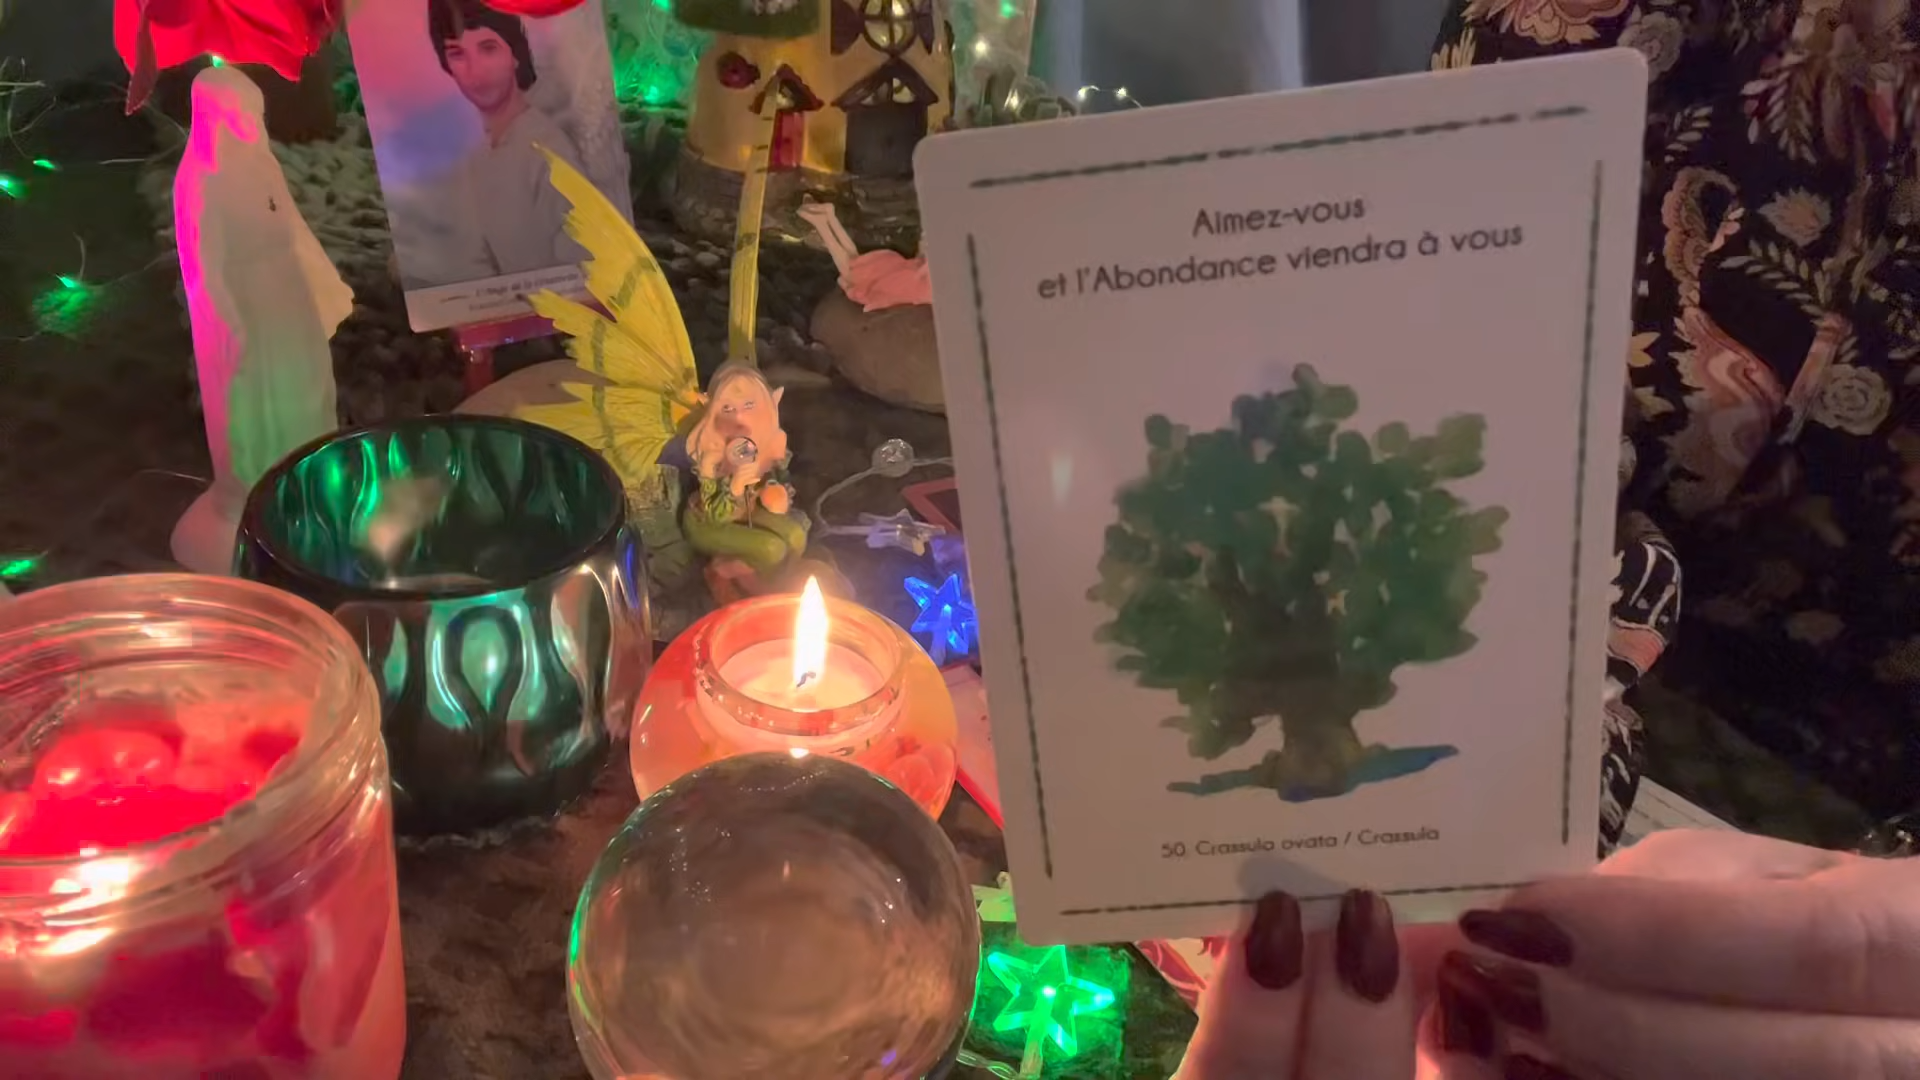 Aimez-vous
et l'Abondance viendra à vous
50. Crassula ovata / Crassula